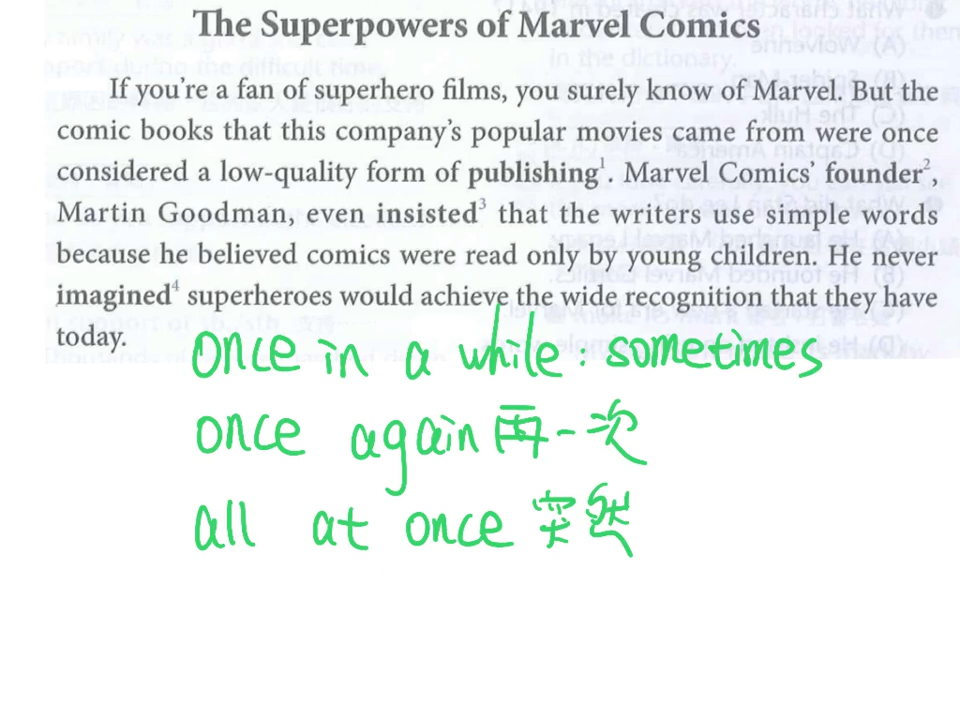 The Superpowers of Marvel Comics
If you're a fan of superhero films, you surely know of Marvel. But the
comic books that this company's popular movies came from were once
considered a low-quality form of publishing1. Marvel Comics' founder2,
Martin Goodman, even insisted3 that the writers use simple words
because he believed comics were read only by young children. He never
imagined4 superheroes would achieve the wide recognition that they have
today.
once in a while : sometimes
once again 再一次
all at once 突然